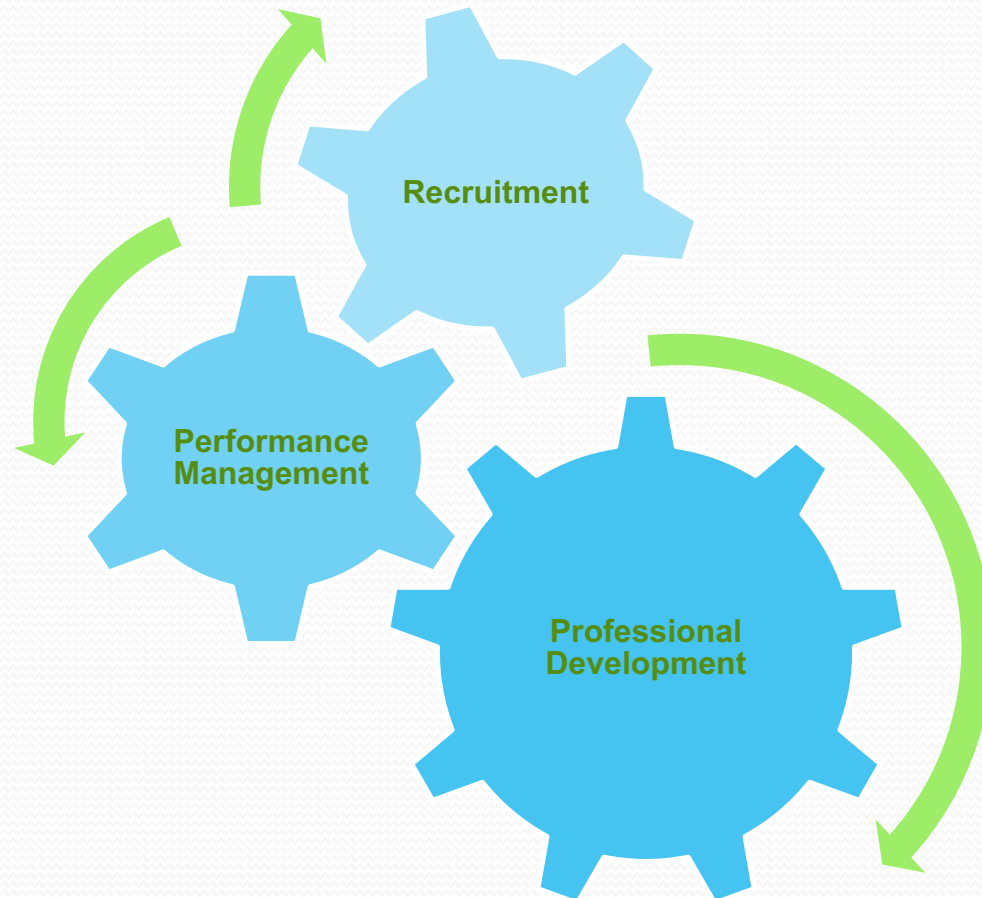 Recruitment
Performance
Management
Professional
Development